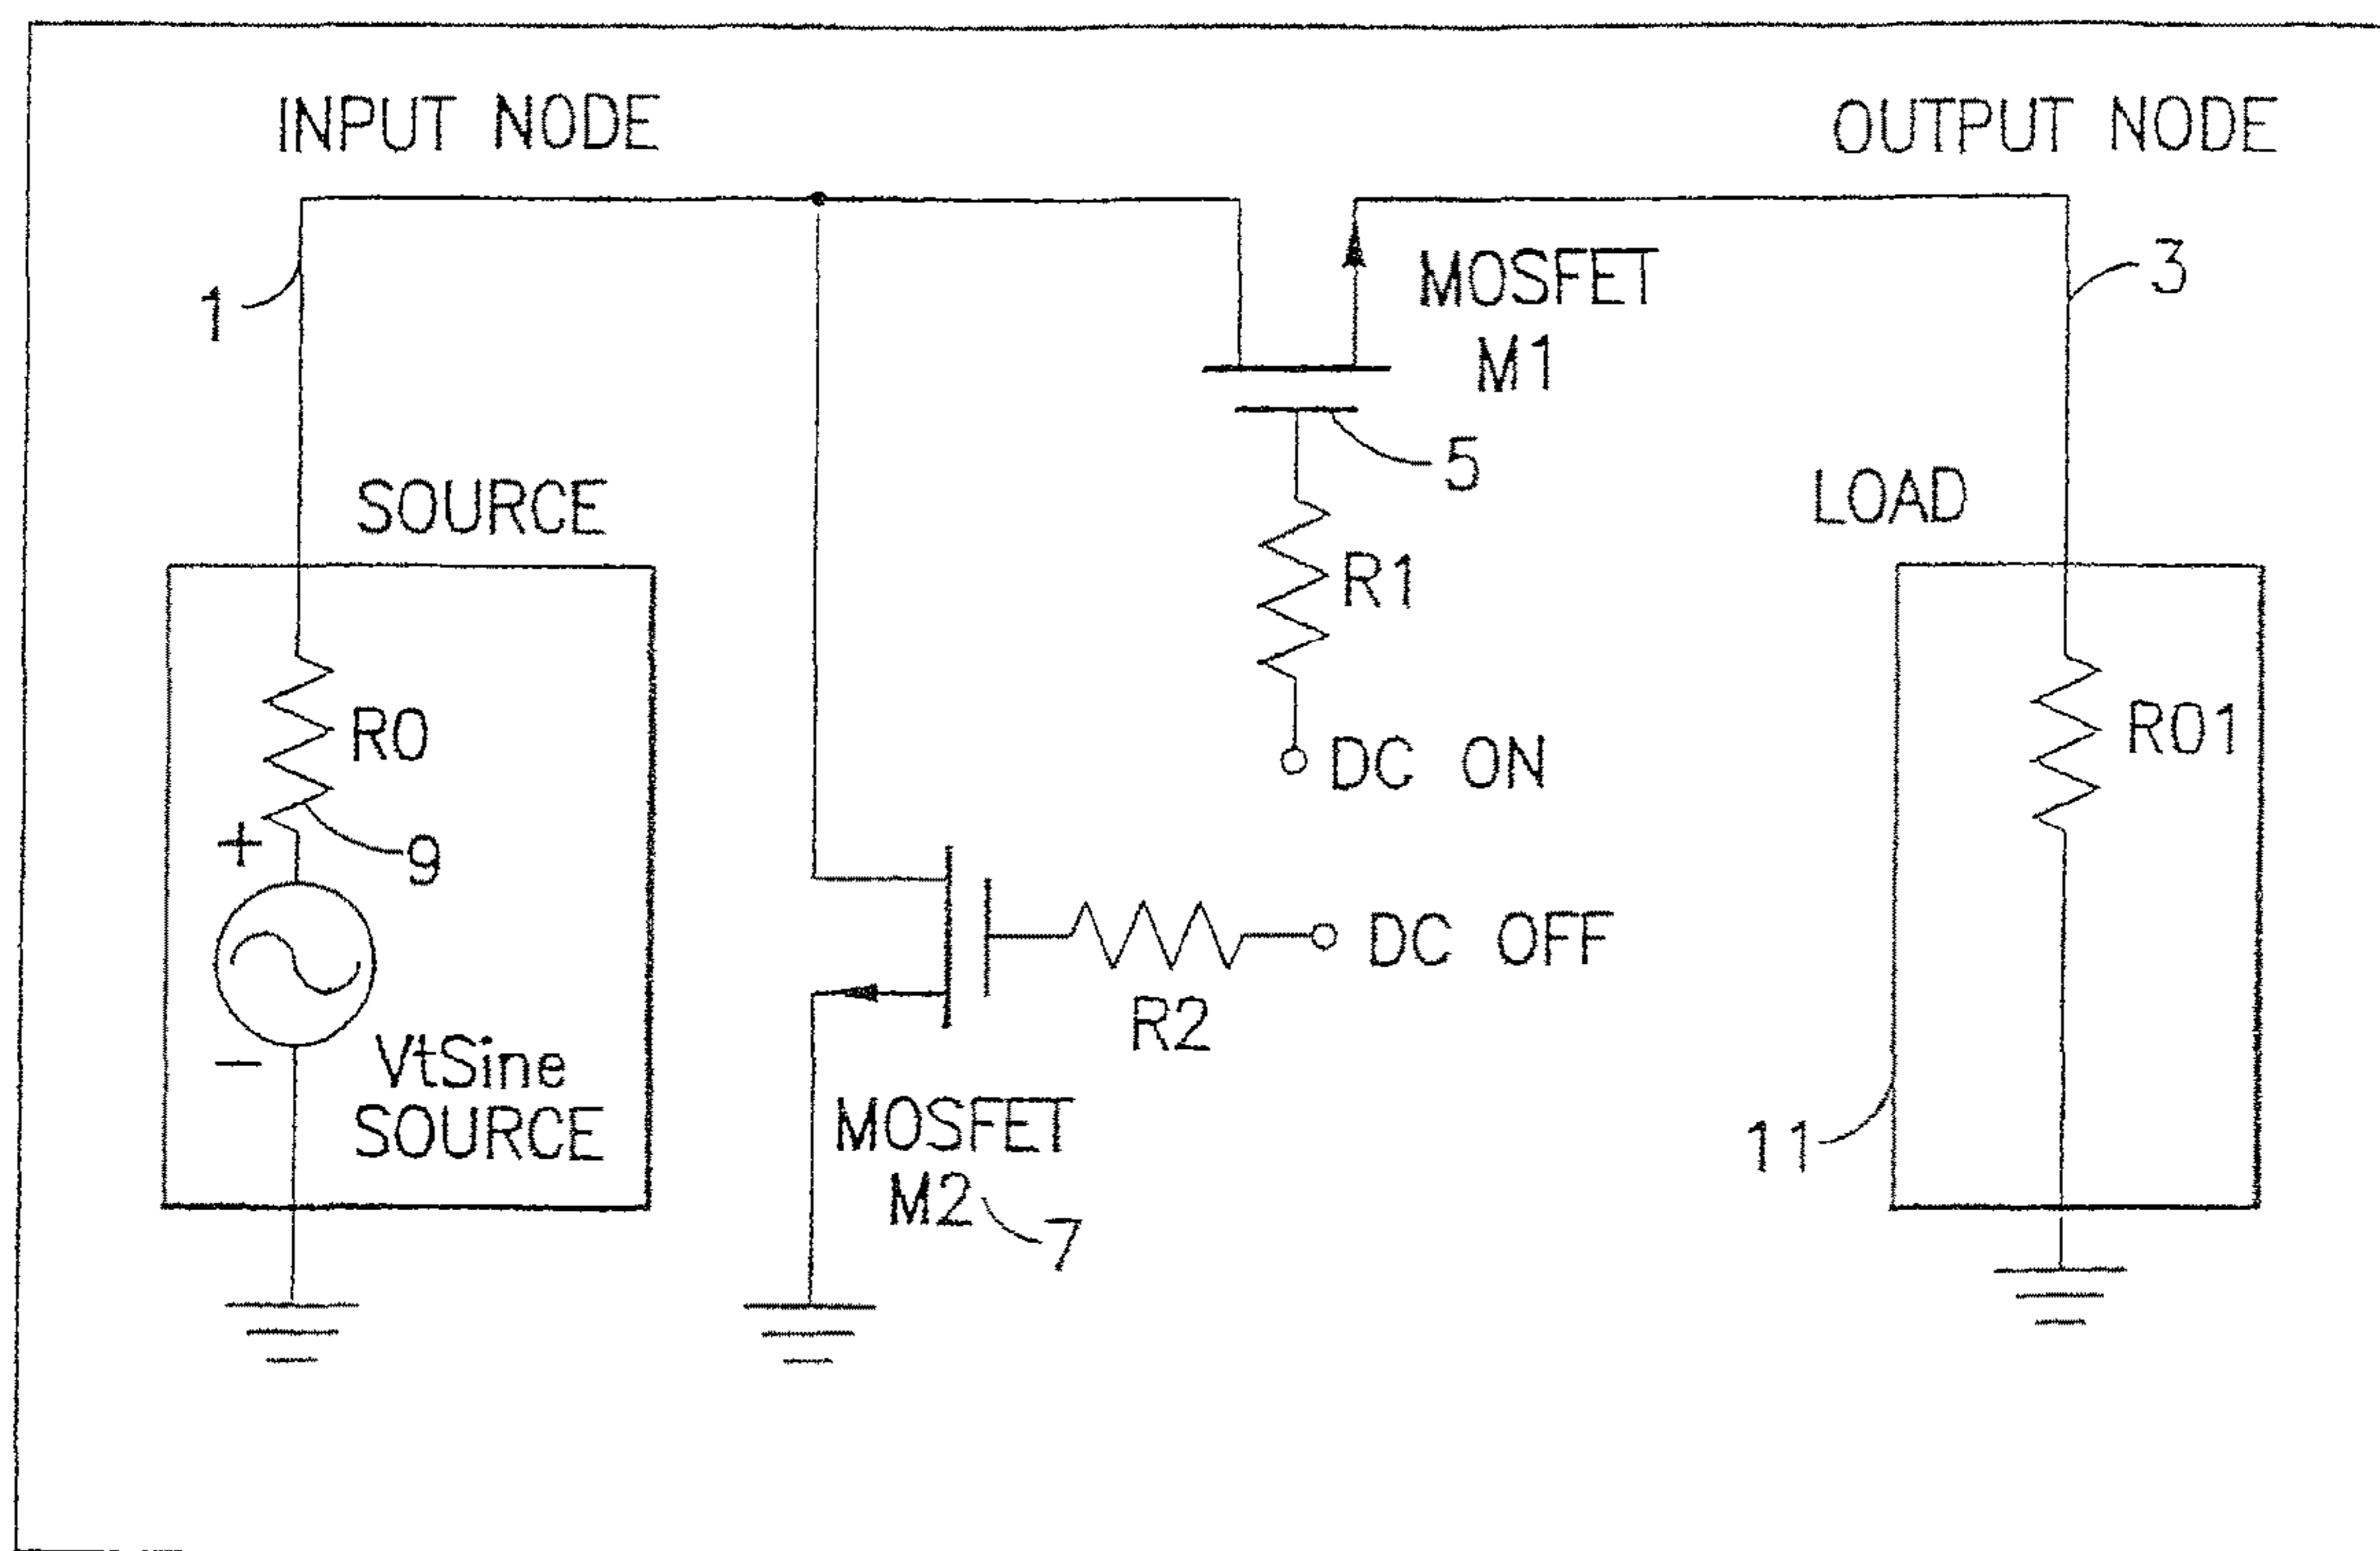 INPUT NODE
OUTPUT NODE
1
MOSFET
M1
3
5
SOURCE
LOAD
R1
R0
R01
DC ON
+
9
DC OFF
R2
−
VtSine
SOURCE
MOSFET
M2
7
11